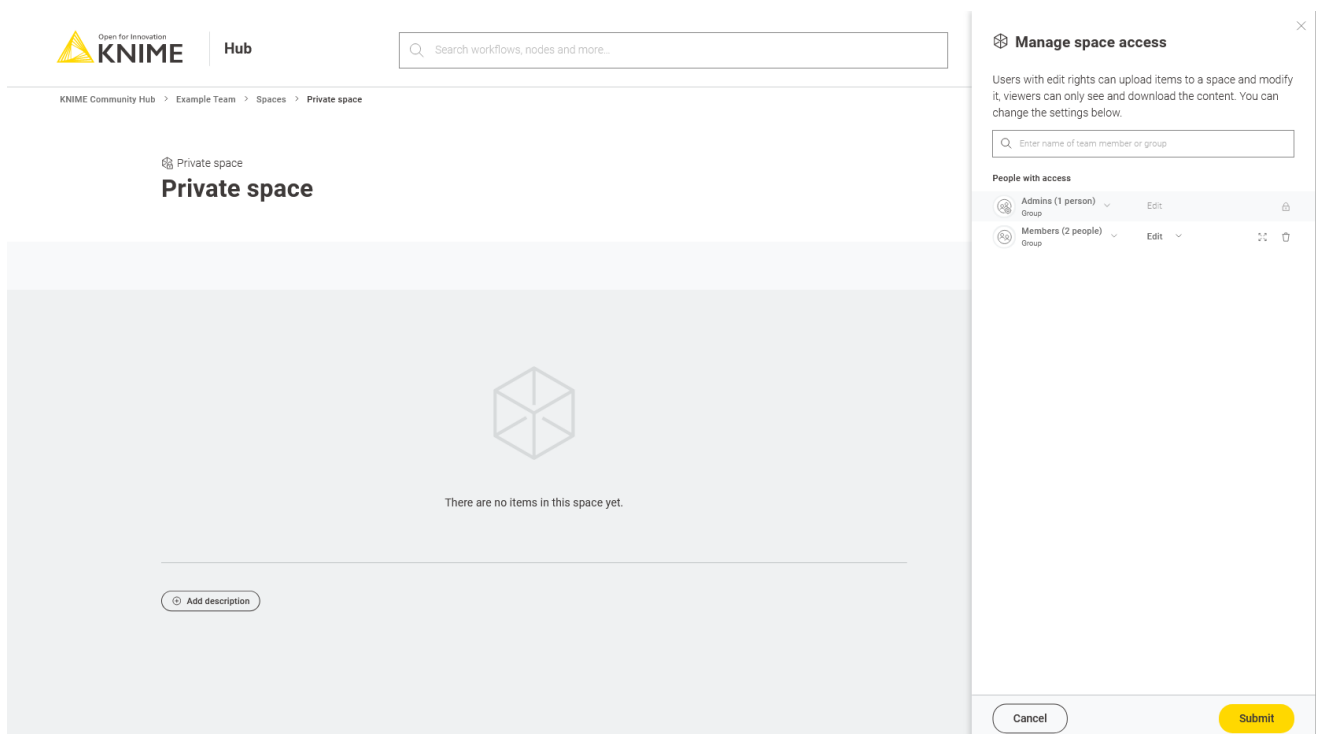 Open for Innovation
KNIME
Hub
Search workflows, nodes and more...
KNIME Community Hub > Example Team > Spaces > Private space
Private space
Private space
There are no items in this space yet.
Add description
Manage space access
Users with edit rights can upload items to a space and modify
it, viewers can only see and download the content. You can
change the settings below.
Enter name of team member or group
People with access
Admins (1 person)
Group
Edit
Members (2 people)
Group
Edit
Cancel
Submit